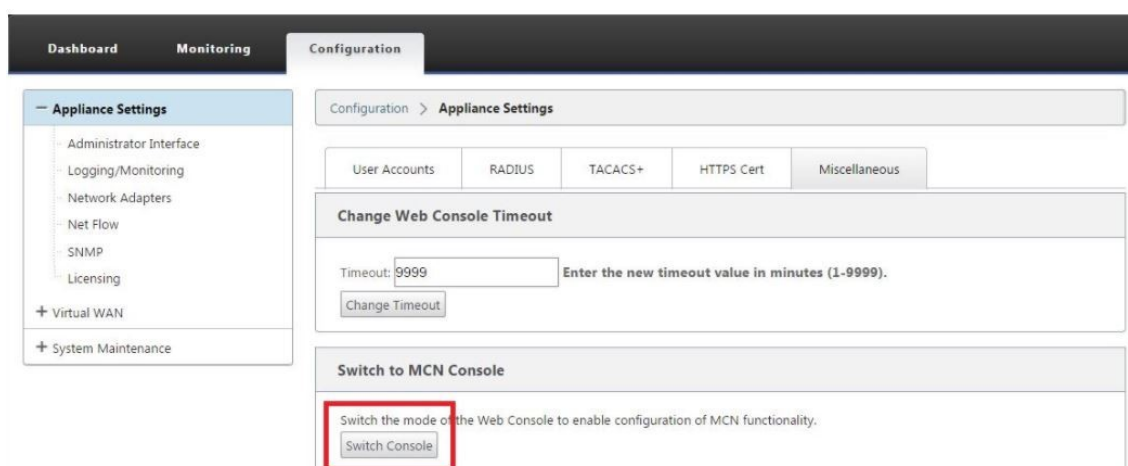 Dashboard Monitoring Configuration
− Appliance Settings
Administrator Interface
Logging/Monitoring
Network Adapters
Net Flow
SNMP
Licensing
+ Virtual WAN
+ System Maintenance
Configuration > Appliance Settings
User Accounts RADIUS TACACS+ HTTPS Cert Miscellaneous
Change Web Console Timeout
Timeout: 9999 Enter the new timeout value in minutes (1-9999).
Change Timeout
Switch to MCN Console
Switch the mode of the Web Console to enable configuration of MCN functionality.
Switch Console